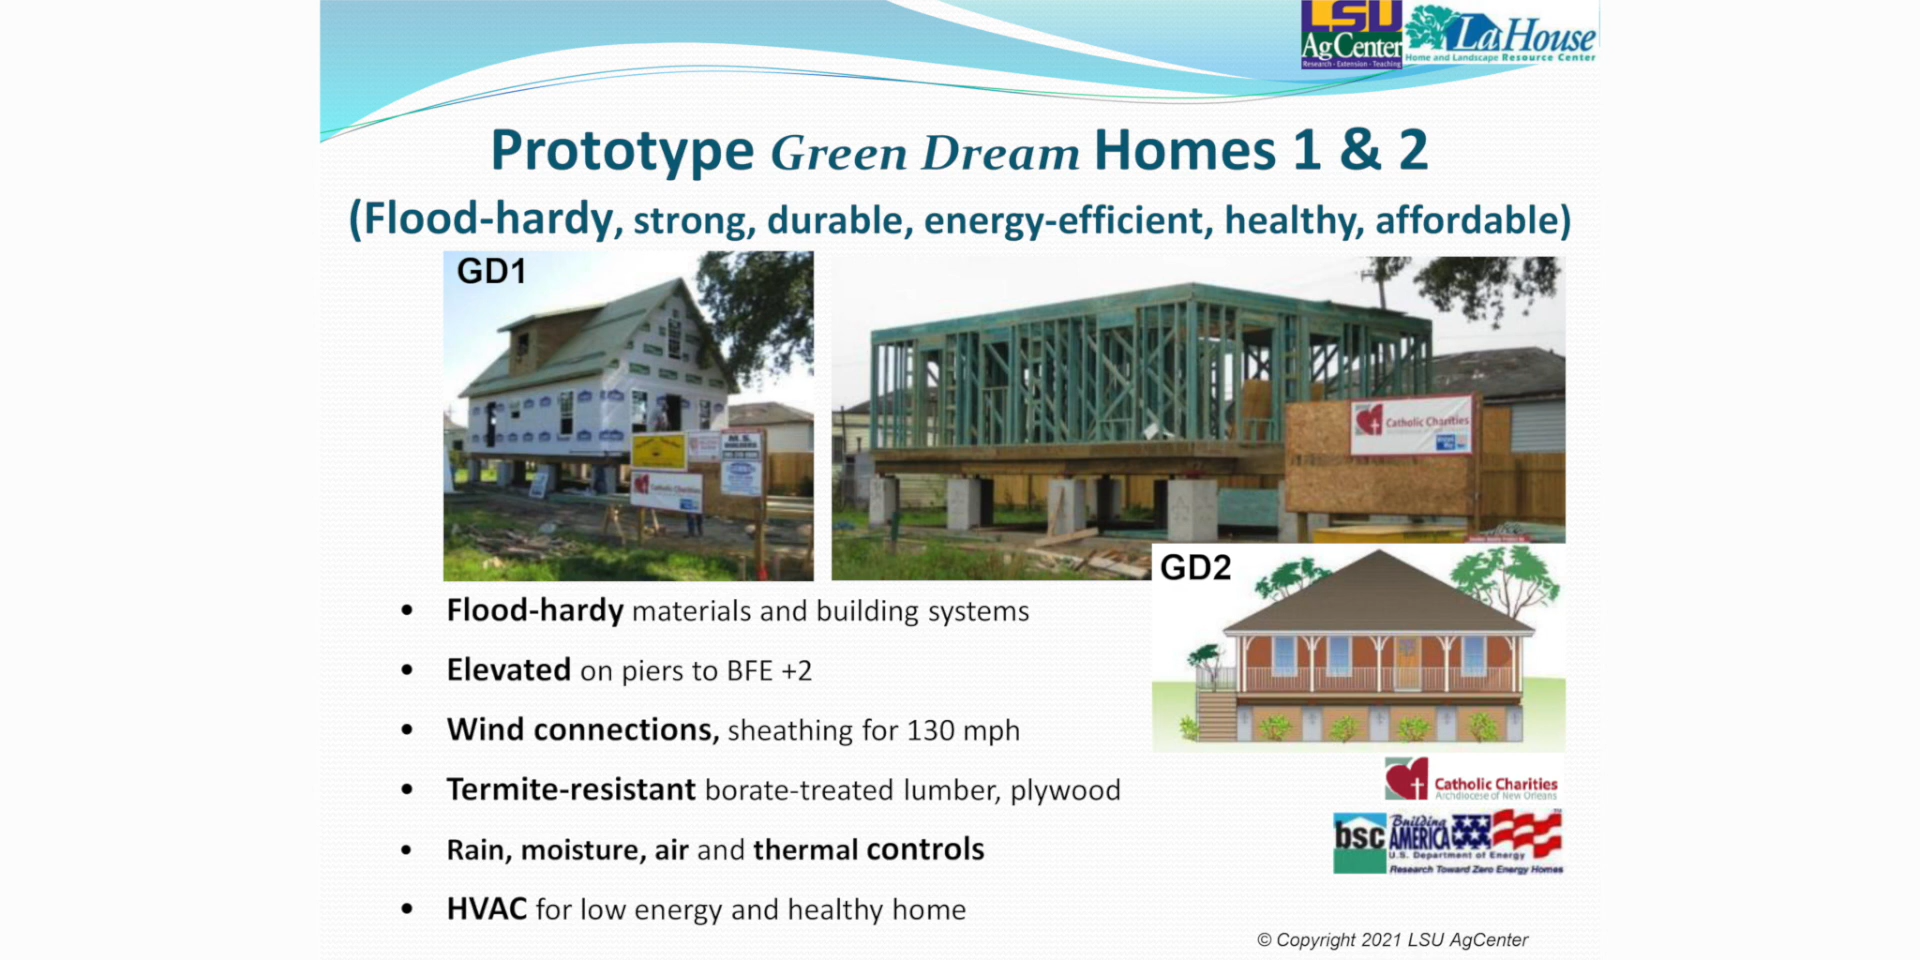 LSU
AgCenter
Research · Extension · Teaching
LaHouse
Home and Landscape Resource Center
Prototype Green Dream Homes 1 & 2
(Flood-hardy, strong, durable, energy-efficient, healthy, affordable)
GD1
M.S.
Catholic Charities
Catholic Charities
GD2
• Flood-hardy materials and building systems
• Elevated on piers to BFE +2
• Wind connections, sheathing for 130 mph
• Termite-resistant borate-treated lumber, plywood
• Rain, moisture, air and thermal controls
• HVAC for low energy and healthy home
Catholic Charities
Archdiocese of New Orleans
bsc
Building
AMERICA
U.S. Department of Energy
Research Toward Zero Energy Homes
© Copyright 2021 LSU AgCenter